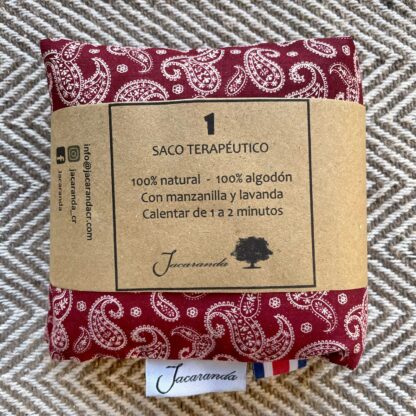 1
SACO TERAPÉUTICO
100% natural - 100% algodón
Con manzanilla y lavanda
Calentar de 1 a 2 minutos
Jacaranda
info@jacarandacr.com
jacaranda_cr
Jacaranda
Jacaranda